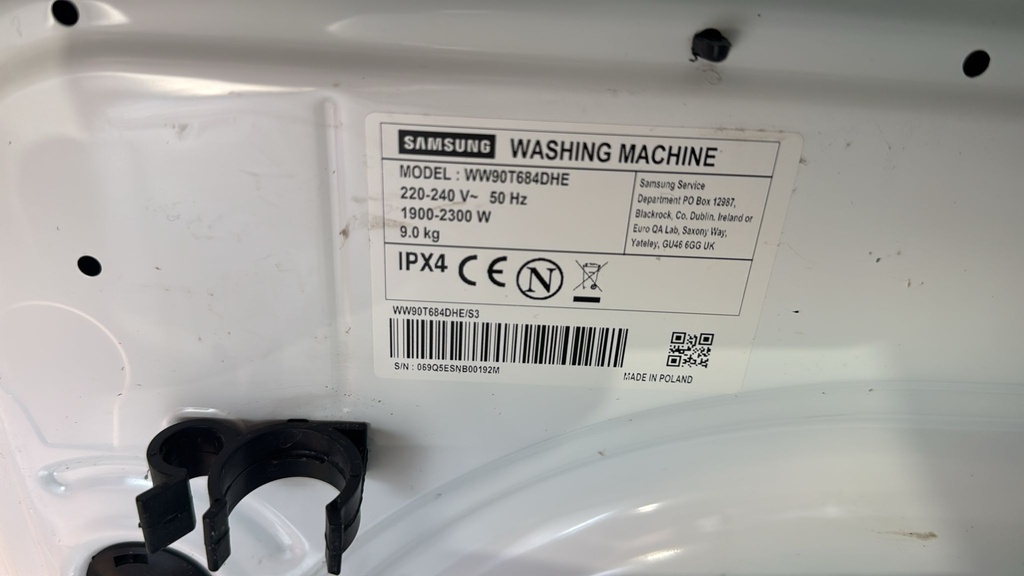 SAMSUNG WASHING MACHINE
MODEL : WW90T684DHE
220-240 V~ 50 Hz
1900-2300 W
9.0 kg
Samsung Service
Department PO Box 12987,
Blackrock, Co. Dublin, Ireland or
Euro QA Lab, Saxony Way,
Yateley, GU46 6GG UK
IPX4 CE N
WW90T684DHE/S3
S/N : 069Q5ESNB00192M
MADE IN POLAND